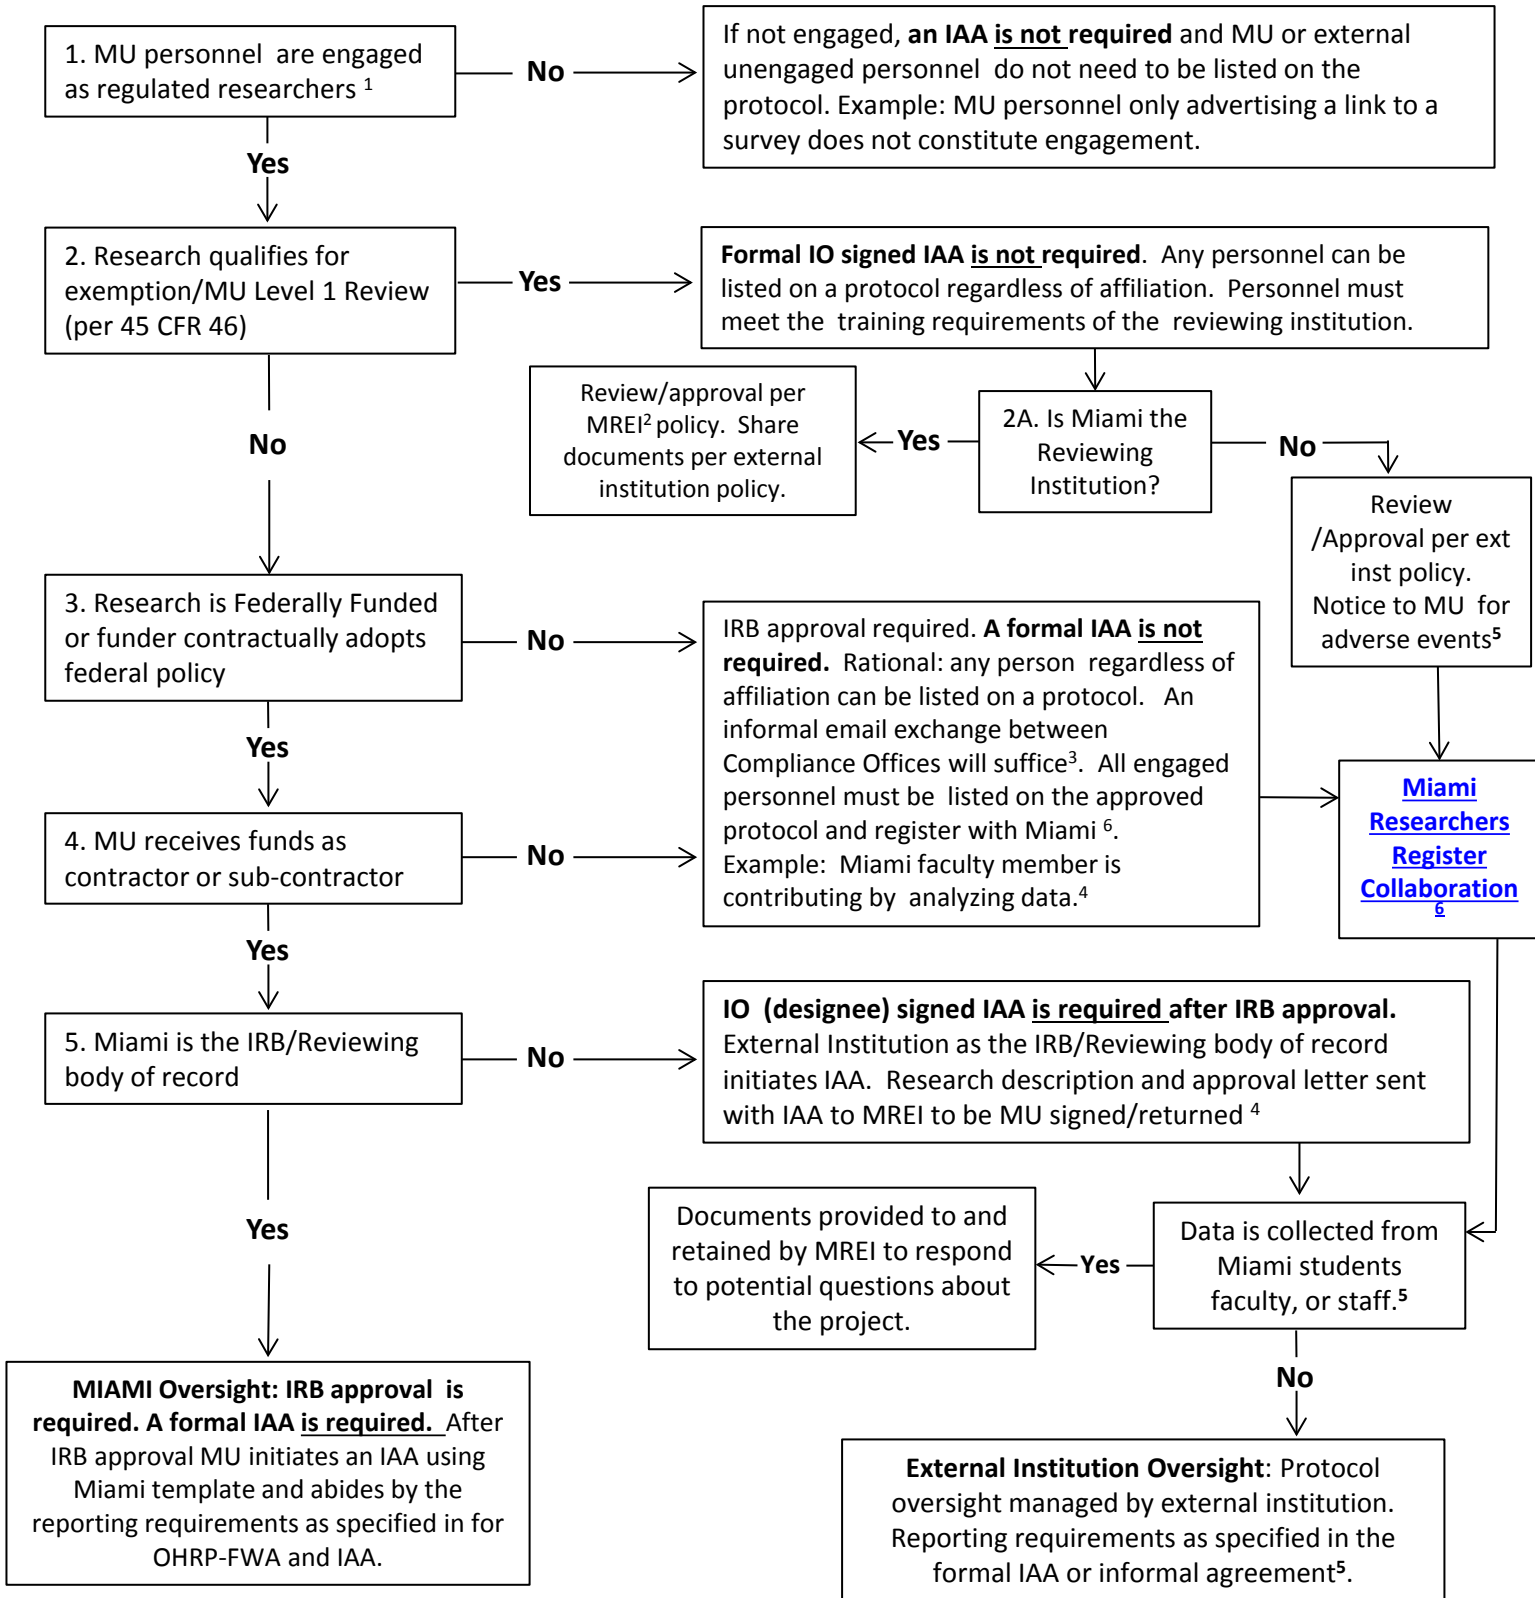 1. MU personnel are engaged
as regulated researchers 1
No
If not engaged, an IAA is not required and MU or external
unengaged personnel do not need to be listed on the
protocol. Example: MU personnel only advertising a link to a
survey does not constitute engagement.
Yes
2. Research qualifies for
exemption/MU Level 1 Review
(per 45 CFR 46)
Yes
Formal IO signed IAA is not required. Any personnel can be
listed on a protocol regardless of affiliation. Personnel must
meet the training requirements of the reviewing institution.
No
Review/approval per
MREI2 policy. Share
documents per external
institution policy.
Yes
2A. Is Miami the
Reviewing
Institution?
No
Review
/Approval per ext
inst policy.
Notice to MU for
adverse events5
3. Research is Federally Funded
or funder contractually adopts
federal policy
No
IRB approval required. A formal IAA is not
required. Rational: any person regardless of
affiliation can be listed on a protocol. An
informal email exchange between
Compliance Offices will suffice3. All engaged
personnel must be listed on the approved
protocol and register with Miami 6.
Example: Miami faculty member is
contributing by analyzing data.4
Miami
Researchers
Register
Collaboration
6
Yes
4. MU receives funds as
contractor or sub-contractor
No
Yes
5. Miami is the IRB/Reviewing
body of record
No
IO (designee) signed IAA is required after IRB approval.
External Institution as the IRB/Reviewing body of record
initiates IAA. Research description and approval letter sent
with IAA to MREI to be MU signed/returned 4
Yes
Documents provided to and
retained by MREI to respond
to potential questions about
the project.
Yes
Data is collected from
Miami students
faculty, or staff.5
No
MIAMI Oversight: IRB approval is
required. A formal IAA is required. After
IRB approval MU initiates an IAA using
Miami template and abides by the
reporting requirements as specified in for
OHRP-FWA and IAA.
External Institution Oversight: Protocol
oversight managed by external institution.
Reporting requirements as specified in the
formal IAA or informal agreement5.